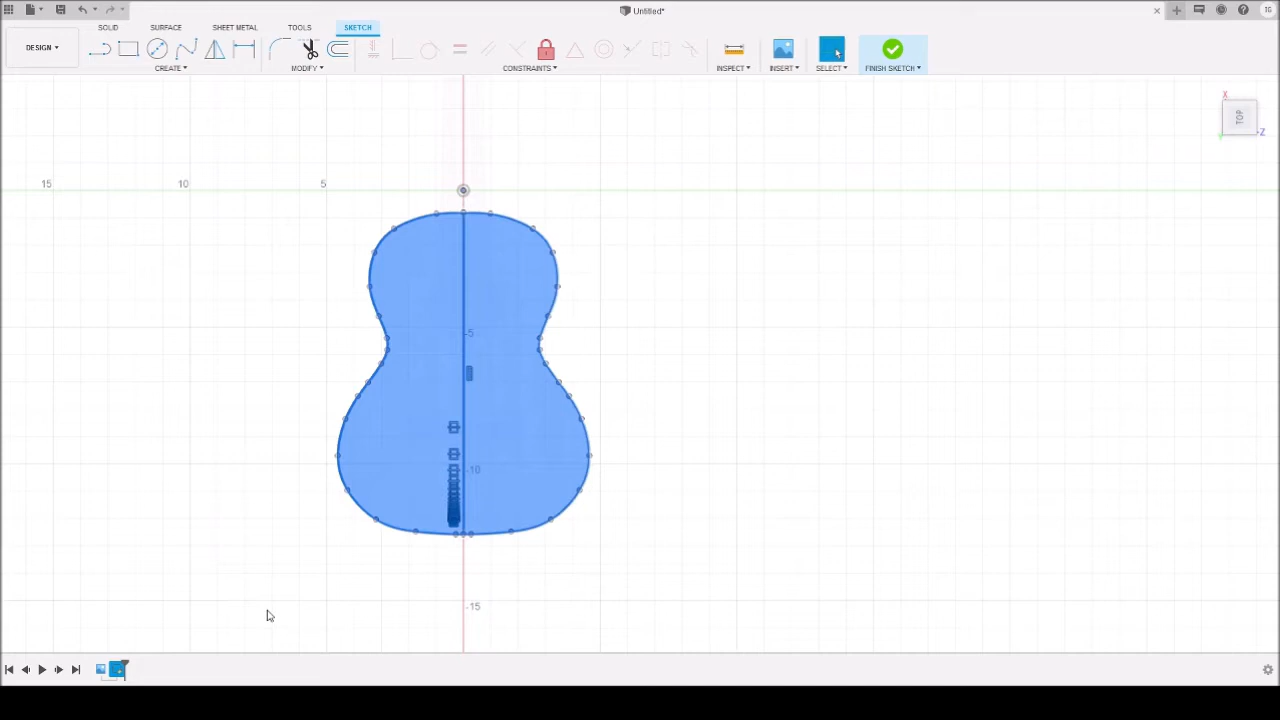 Untitled*
TG
SOLID SURFACE SHEET METAL TOOLS SKETCH
DESIGN
CREATE MODIFY CONSTRAINTS INSPECT INSERT SELECT FINISH SKETCH
X
TOP
Z
15 10 5
-5
-10
-15